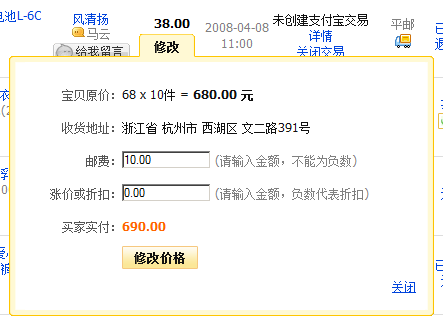 电池L-6C
风清扬
38.00
2008-04-08
11:00
未创建支付宝交易
平邮
马云
详情
给我留言
关闭交易
修改
宝贝原价：68 x 10件 = 680.00 元
收货地址：浙江省 杭州市 西湖区 文二路391号
邮费：10.00 (请输入金额，不能为负数)
涨价或折扣：0.00 (请输入金额，负数代表折扣)
买家实付：690.00
修改价格
关闭